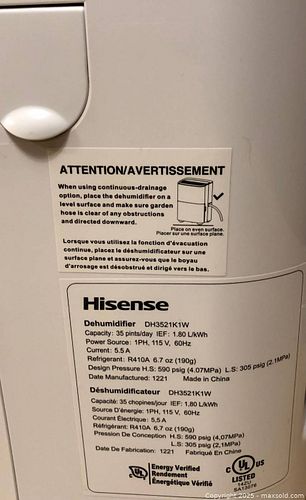 ATTENTION/AVERTISSEMENT
When using continuous-drainage
option, place the dehumidifier on a
level surface and make sure garden
hose is clear of any obstructions
and directed downward.
Place on even surface.
Placer sur une surface plane.
Lorsque vous utilisez la fonction d'évacuation
continue, placez le déshumidificateur sur une
surface plane et assurez-vous que le boyau
d'arrosage est désobstrué et dirigé vers le bas.
Hisense
Dehumidifier DH3521K1W
Capacity: 35 pints/day IEF: 1.80 L/kWh
Power Source: 1PH, 115 V, 60Hz
Current: 5.5 A
Refrigerant: R410A 6.7 oz (190g)
Design Pressure H.S: 590 psig (4.07MPa) L.S: 305 psig (2.1MPa)
Date Manufactured: 1221 Made in China
Déshumidificateur DH3521K1W
Capacité: 35 chopines/jour IEF: 1.80 L/kWh
Source D'énergie: 1PH, 115 V, 60Hz
Courant Électrique: 5.5 A
Réfrigérant: R410A 6.7 oz (190g)
Pression De Conception H.S: 590 psig (4.07MPa)
L.S: 305 psig (2.1MPa)
Date De Fabrication: 1221 Fabriqué En Chine
UL
Energy Verified
Rendement
Énergétique Vérifié
C UL US
LISTED
14ZU
SA13076
© Copyright 2025 - maxsold.com